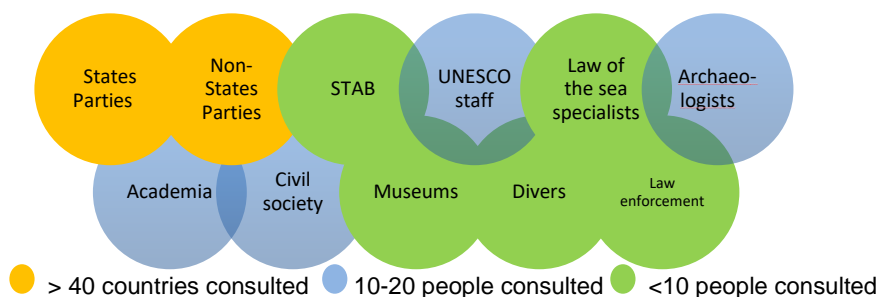 States
Parties
Non-
States
Parties
STAB
UNESCO
staff
Law of
the sea
specialists
Archaeo-
logists
Academia
Civil
society
Museums
Divers
Law
enforcement
> 40 countries consulted
10-20 people consulted
<10 people consulted